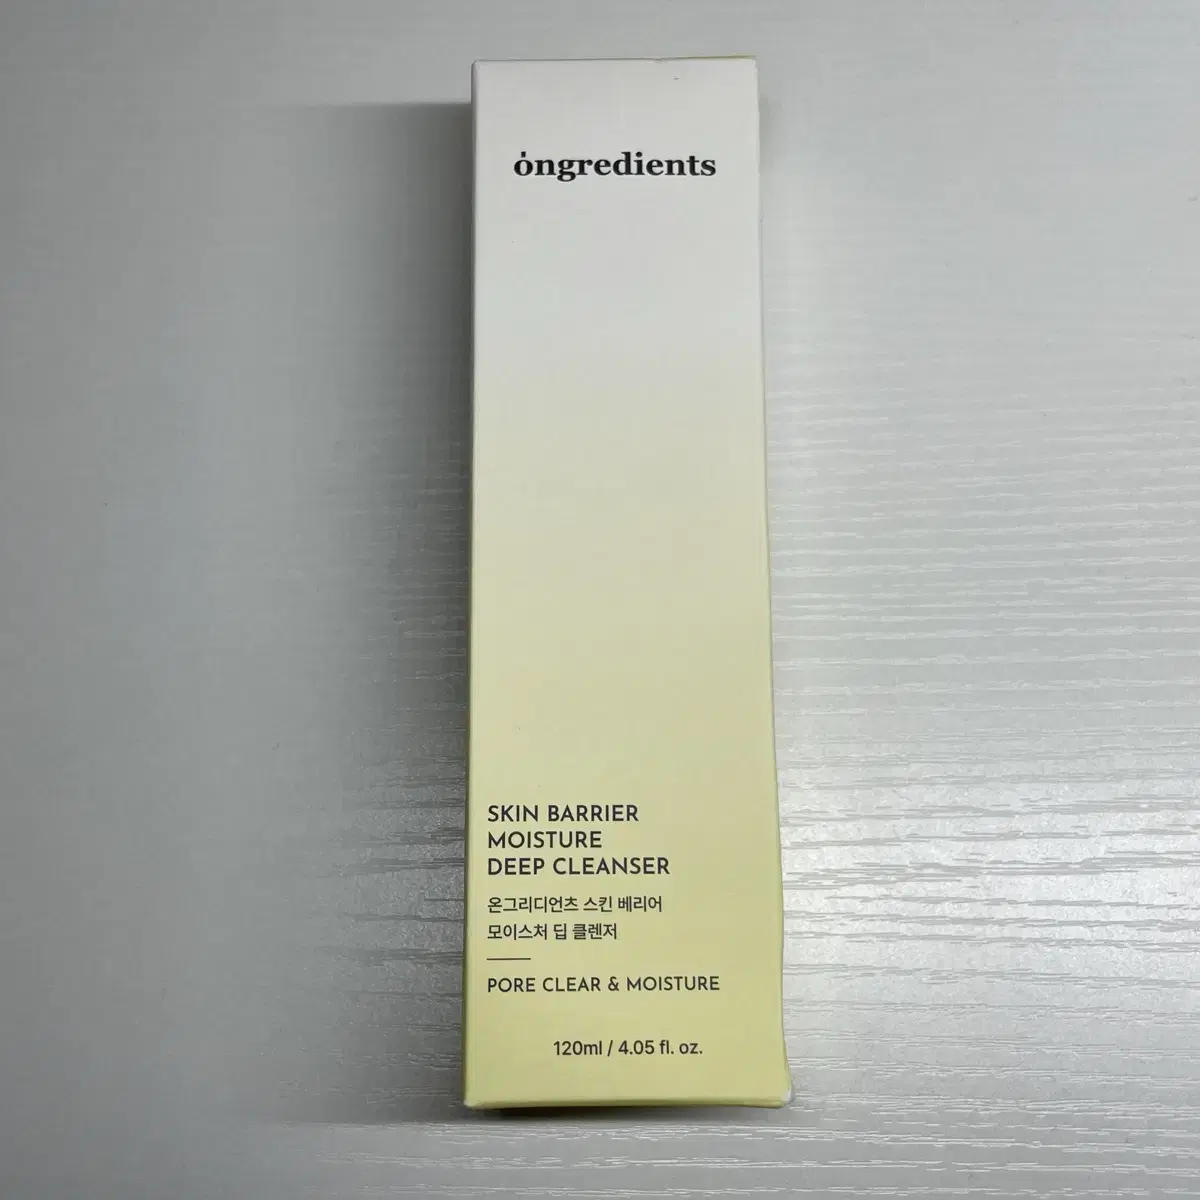 óngredients
SKIN BARRIER
MOISTURE
DEEP CLEANSER
온그리디언츠 스킨 베리어
모이스처 딥 클렌저
PORE CLEAR & MOISTURE
120ml / 4.05 fl. oz.